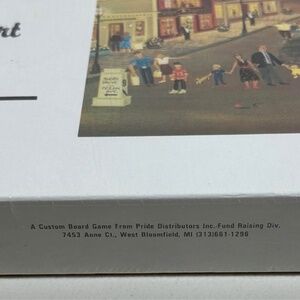 rt
A Custom Board Game From Pride Distributors Inc.-Fund Raising Div.
7453 Anne Ct., West Bloomfield, MI (313)661-1296